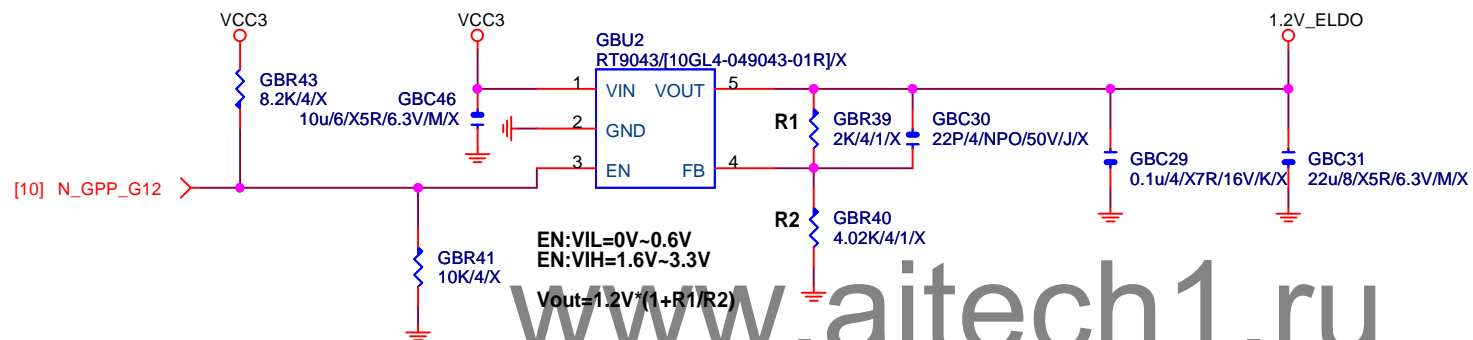 VCC3
VCC3
1.2V_ELDO
GBU2
RT9043/[10GL4-049043-01R]/X
GBR43
8.2K/4/X
GBC46
10u/6/X5R/6.3V/M/X
1
VIN
VOUT
5
2
GND
3
EN
FB
4
R1
GBR39
2K/4/1/X
GBC30
22P/4/NPO/50V/J/X
GBC29
0.1u/4/X7R/16V/K/X
GBC31
22u/8/X5R/6.3V/M/X
[10] N_GPP_G12
R2
GBR40
4.02K/4/1/X
GBR41
10K/4/X
EN:VIL=0V~0.6V
EN:VIH=1.6V~3.3V
Vout=1.2V*(1+R1/R2)
www.aitech1.ru